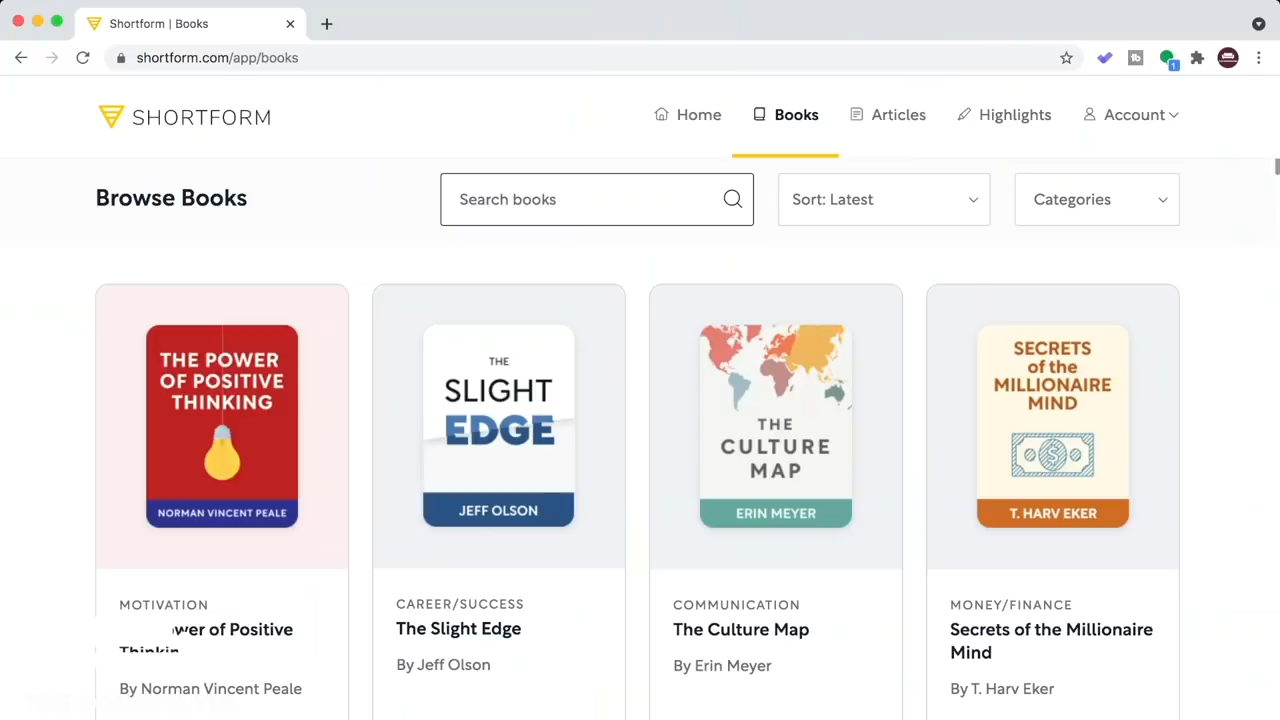 Shortform | Books
shortform.com/app/books
1
SHORTFORM
Home
Books
Articles
Highlights
Account
Browse Books
Search books
Sort: Latest
Categories
THE POWER
OF POSITIVE
THINKING
NORMAN VINCENT PEALE
THE
SLIGHT
EDGE
JEFF OLSON
THE
CULTURE
MAP
ERIN MEYER
SECRETS
of the
MILLIONAIRE
MIND
$
T. HARV EKER
MOTIVATION
wer of Positive
Thinkin
By Norman Vincent Peale
CAREER/SUCCESS
The Slight Edge
By Jeff Olson
COMMUNICATION
The Culture Map
By Erin Meyer
MONEY/FINANCE
Secrets of the Millionaire
Mind
By T. Harv Eker